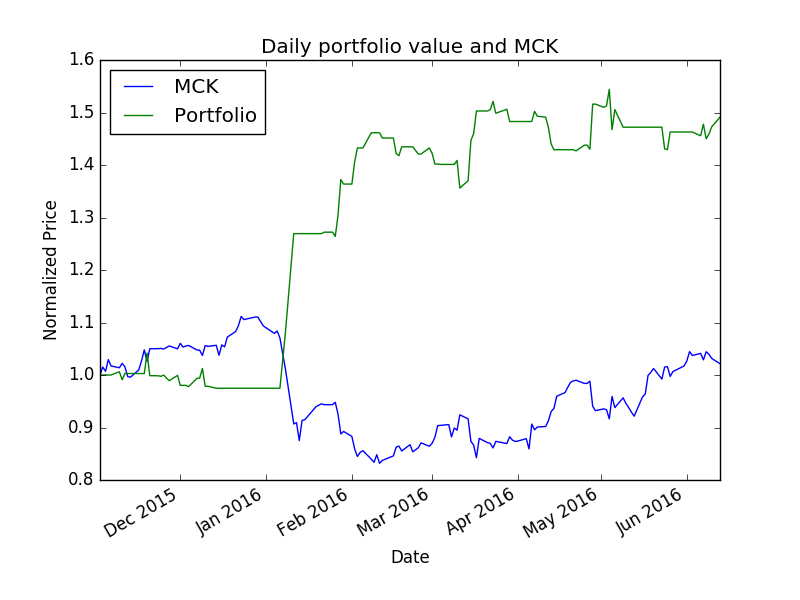 Daily portfolio value and MCK
MCK
Portfolio
1.6
1.5
1.4
1.3
1.2
1.1
1.0
0.9
0.8
Normalized Price
Dec 2015
Jan 2016
Feb 2016
Mar 2016
Apr 2016
May 2016
Jun 2016
Date